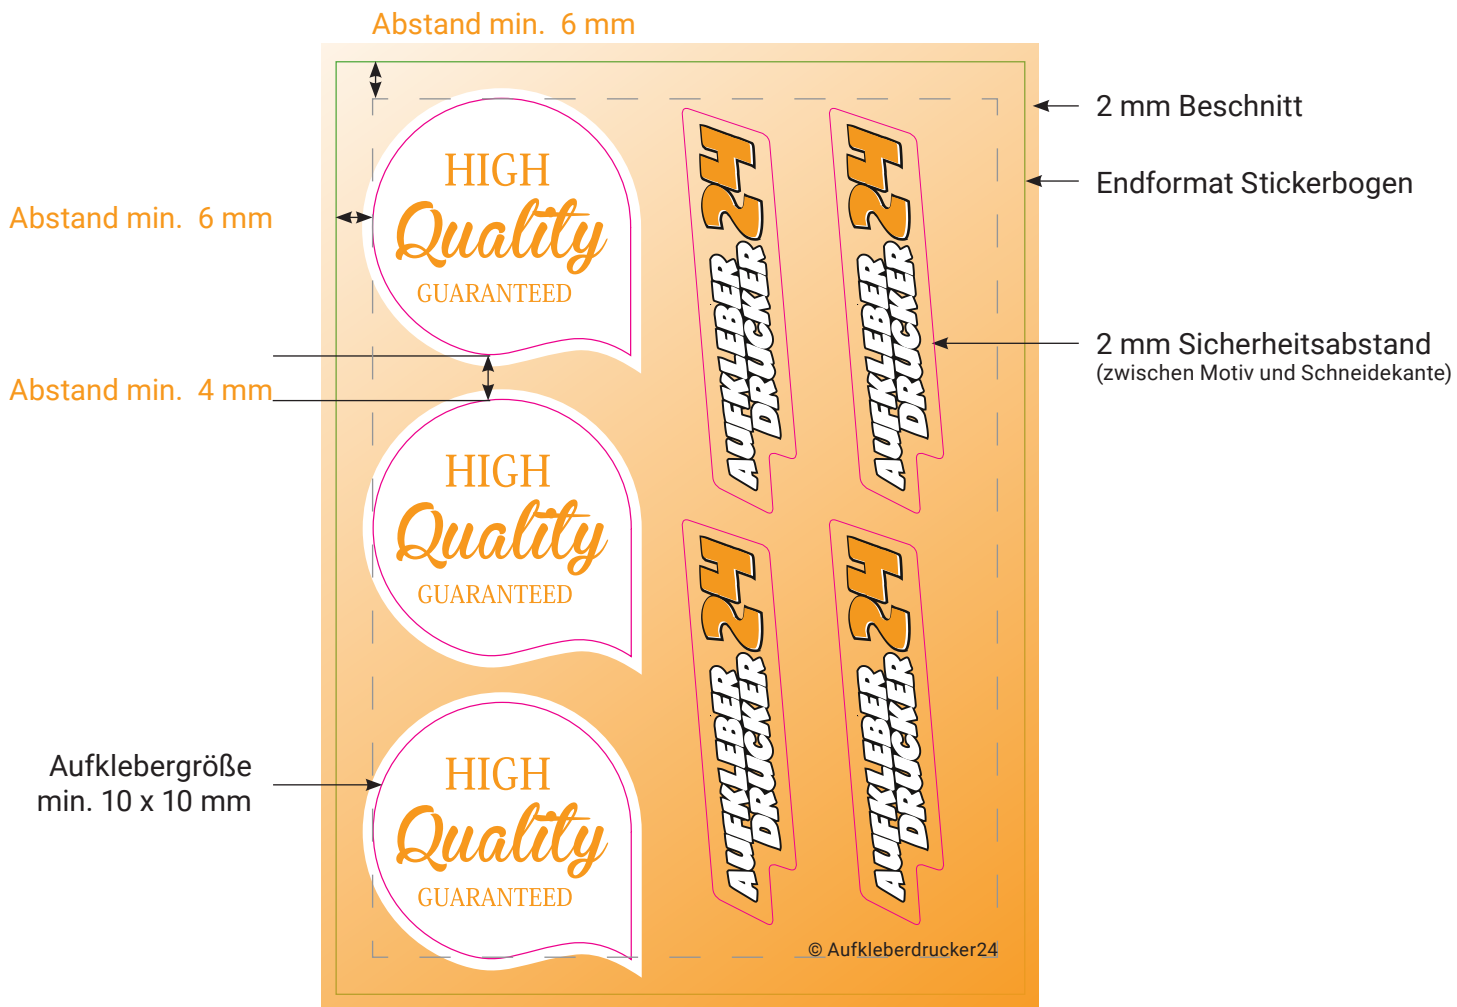 Abstand min. 6 mm
2 mm Beschnitt
Endformat Stickerbogen
Abstand min. 6 mm
2 mm Sicherheitsabstand
(zwischen Motiv und Schneidekante)
Abstand min. 4 mm
Aufklebergröße
min. 10 x 10 mm
HIGH
Quality
GUARANTEED
HIGH
Quality
GUARANTEED
HIGH
Quality
GUARANTEED
AUFKLEBER
DRUCKER 24
AUFKLEBER
DRUCKER 24
AUFKLEBER
DRUCKER 24
AUFKLEBER
DRUCKER 24
© Aufkleberdrucker24